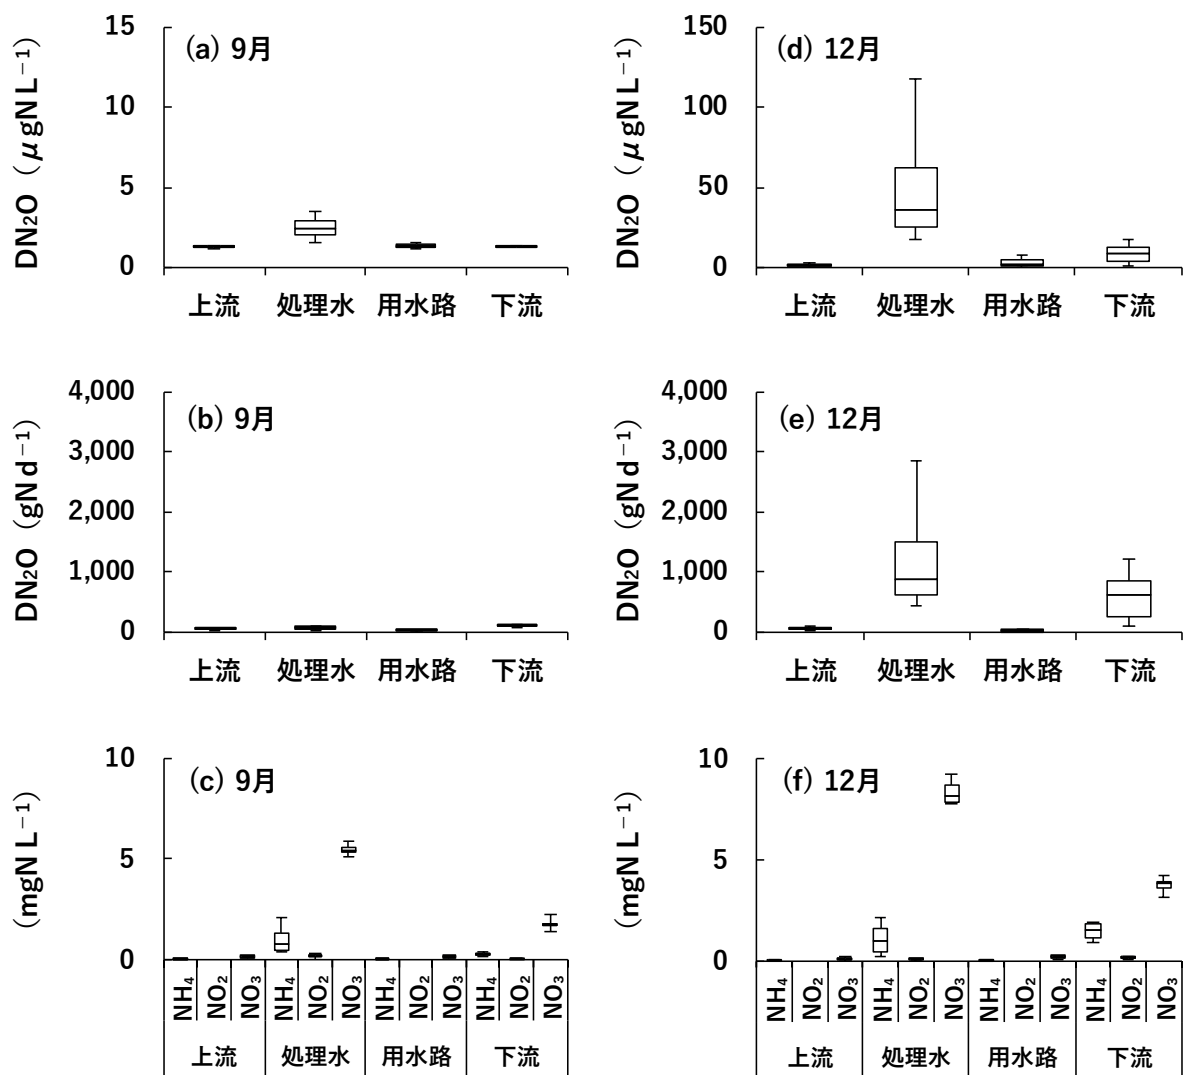 (a) 9月
DN₂O (μgN L⁻¹)
15
10
5
0
上流 処理水 用水路 下流
(d) 12月
DN₂O (μgN L⁻¹)
150
100
50
0
上流 処理水 用水路 下流
(b) 9月
DN₂O (gN d⁻¹)
4,000
3,000
2,000
1,000
0
上流 処理水 用水路 下流
(e) 12月
DN₂O (gN d⁻¹)
4,000
3,000
2,000
1,000
0
上流 処理水 用水路 下流
(c) 9月
(mgN L⁻¹)
10
5
0
NH₄ NO₂ NO₃ NH₄ NO₂ NO₃ NH₄ NO₂ NO₃ NH₄ NO₂ NO₃
上流 処理水 用水路 下流
(f) 12月
(mgN L⁻¹)
10
5
0
NH₄ NO₂ NO₃ NH₄ NO₂ NO₃ NH₄ NO₂ NO₃ NH₄ NO₂ NO₃
上流 処理水 用水路 下流